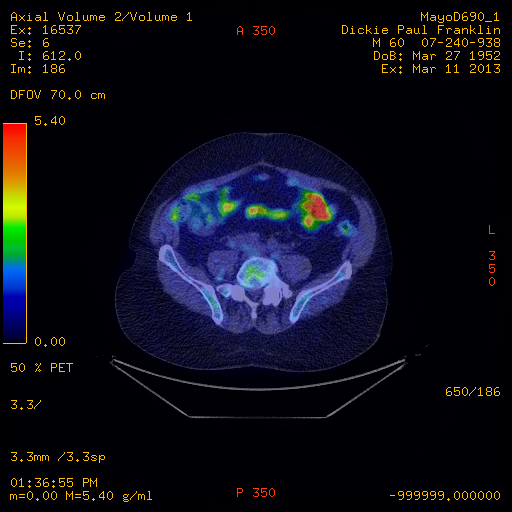 Axial Volume 2/Volume 1
Ex: 16537
Se: 6
I: 612.0
Im: 186
DFOV 70.0 cm
5.40
0.00
50 % PET
3.3/
3.3mm /3.3sp
01:36:55 PM
m=0.00 M=5.40 g/ml
A 350
MayoD690_1
Dickie Paul Franklin
M 60 07-240-938
DoB: Mar 27 1952
Ex: Mar 11 2013
L
3
5
0
650/186
P 350
-999999.000000